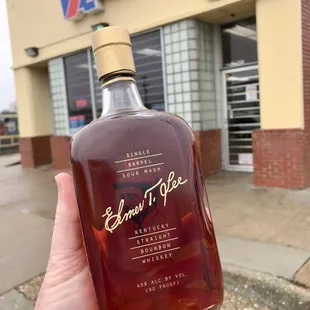 A
SINGLE
BARREL
SOUR MASH
Elmer T. Lee
KENTUCKY
STRAIGHT
BOURBON
WHISKEY
45% ALC BY VOL
(90 PROOF)